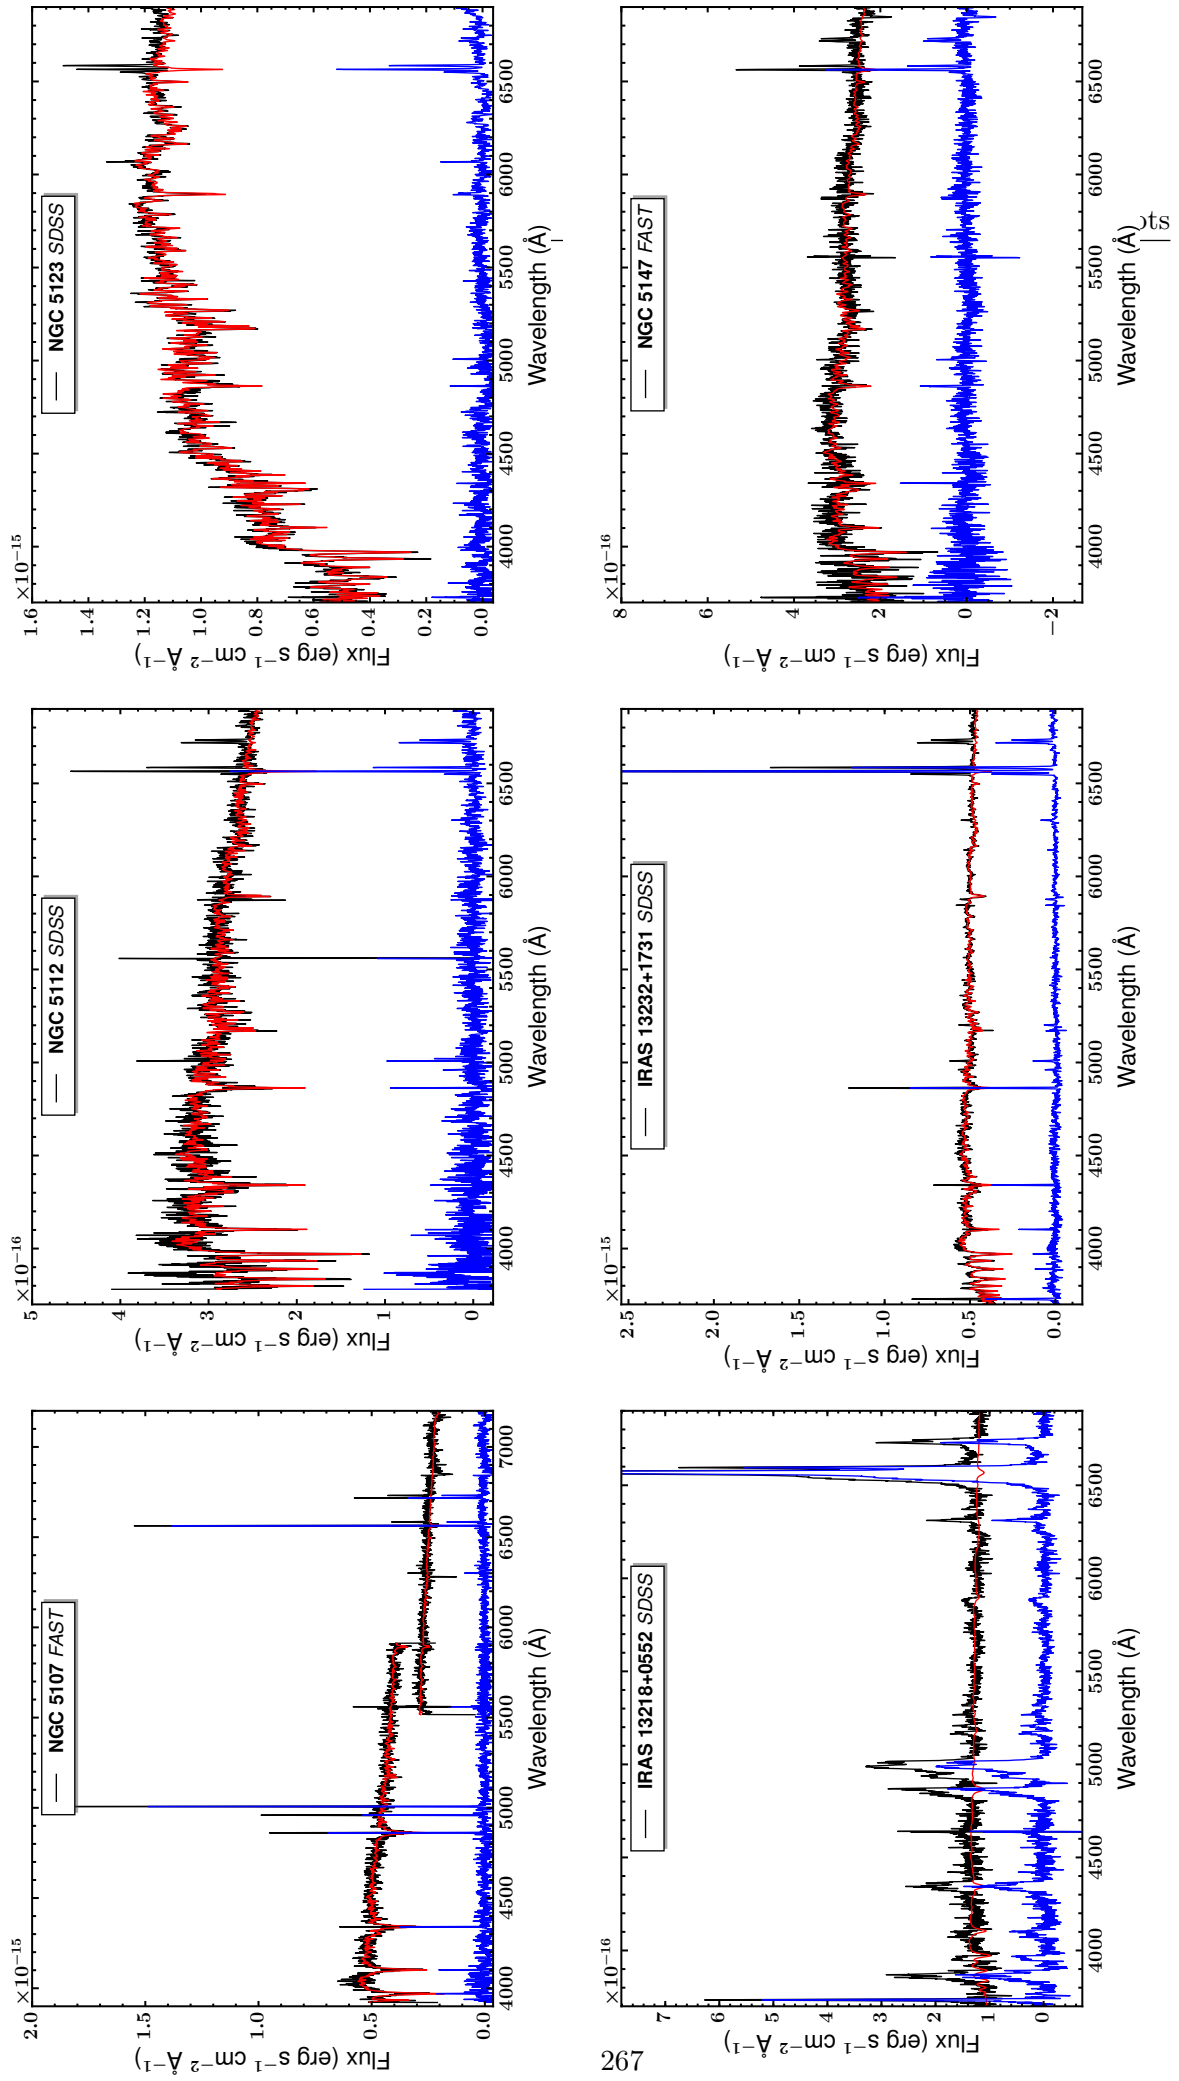 ×10−15
— NGC 5107 FAST
2.0
1.5
1.0
0.5
0.0
Flux (erg s−1 cm−2 Å−1)
4000 4500 5000 5500 6000 6500 7000
Wavelength (Å)
×10−16
— NGC 5112 SDSS
5
4
3
2
1
0
Flux (erg s−1 cm−2 Å−1)
4000 4500 5000 5500 6000 6500
Wavelength (Å)
×10−15
— NGC 5123 SDSS
1.6
1.4
1.2
1.0
0.8
0.6
0.4
0.2
0.0
Flux (erg s−1 cm−2 Å−1)
4000 4500 5000 5500 6000 6500
Wavelength (Å)
×10−16
— IRAS 13218+0552 SDSS
7
6
5
4
3
2
1
0
Flux (erg s−1 cm−2 Å−1)
4000 4500 5000 5500 6000 6500
Wavelength (Å)
×10−15
— IRAS 13232+1731 SDSS
2.5
2.0
1.5
1.0
0.5
0.0
Flux (erg s−1 cm−2 Å−1)
4000 4500 5000 5500 6000 6500
Wavelength (Å)
×10−16
— NGC 5147 FAST
8
6
4
2
0
−2
Flux (erg s−1 cm−2 Å−1)
4000 4500 5000 5500 6000 6500
Wavelength (Å)
ots
267